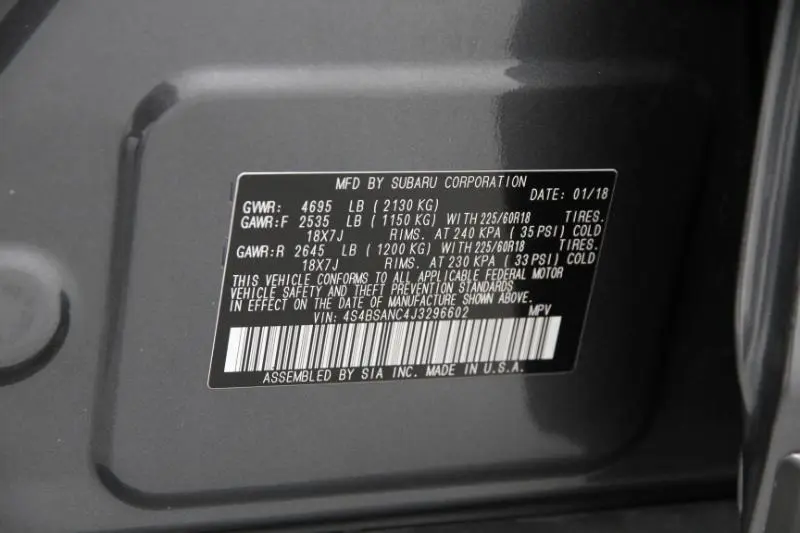 MFD BY SUBARU CORPORATION
DATE: 01/18
GVWR: 4695 LB ( 2130 KG)
GAWR:F 2535 LB ( 1150 KG) WITH 225/60R18 TIRES.
18X7J RIMS. AT 240 KPA ( 35 PSI) COLD
GAWR:R 2645 LB ( 1200 KG) WITH 225/60R18 TIRES.
18X7J RIMS. AT 230 KPA ( 33 PSI) COLD
THIS VEHICLE CONFORMS TO ALL APPLICABLE FEDERAL MOTOR
VEHICLE SAFETY AND THEFT PREVENTION STANDARDS
IN EFFECT ON THE DATE OF MANUFACTURE SHOWN ABOVE.
VIN: 4S4BSANC4J3296602 MPV
ASSEMBLED BY SIA INC. MADE IN U.S.A.